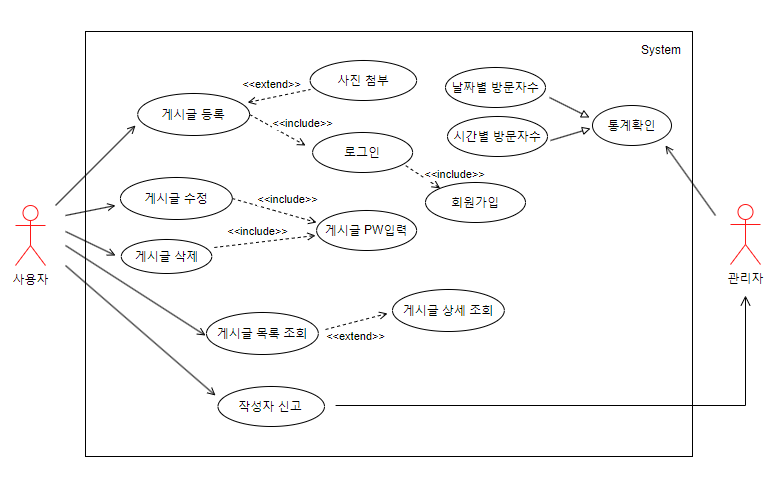 System
사진 첨부
<<extend>>
날짜별 방문자수
게시글 등록
<<include>>
통계확인
시간별 방문자수
로그인
<<include>>
게시글 수정
<<include>>
회원가입
게시글 PW입력
<<include>>
게시글 삭제
사용자
관리자
게시글 상세 조회
게시글 목록 조회
<<extend>>
작성자 신고